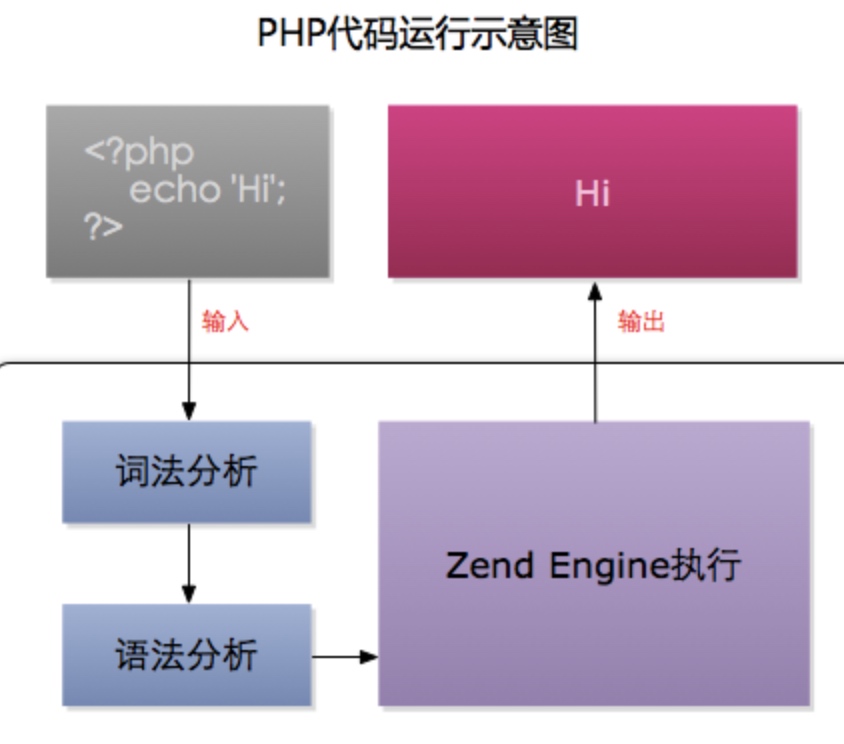 PHP代码运行示意图
<?php
echo 'Hi';
?>
Hi
输入
输出
词法分析
Zend Engine执行
语法分析